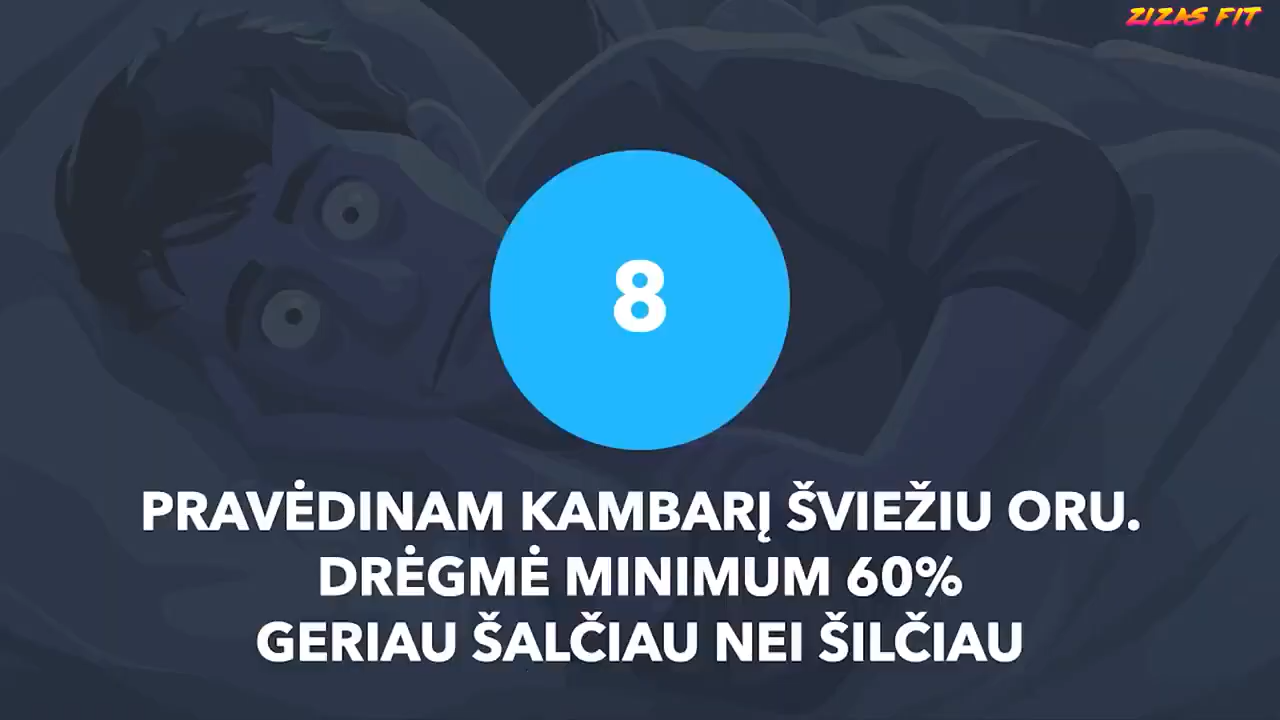 ZIZAS FIT
8
PRAVĖDINAM KAMBARĮ ŠVIEŽIU ORU.
DRĖGMĖ MINIMUM 60%
GERIAU ŠALČIAU NEI ŠILČIAU